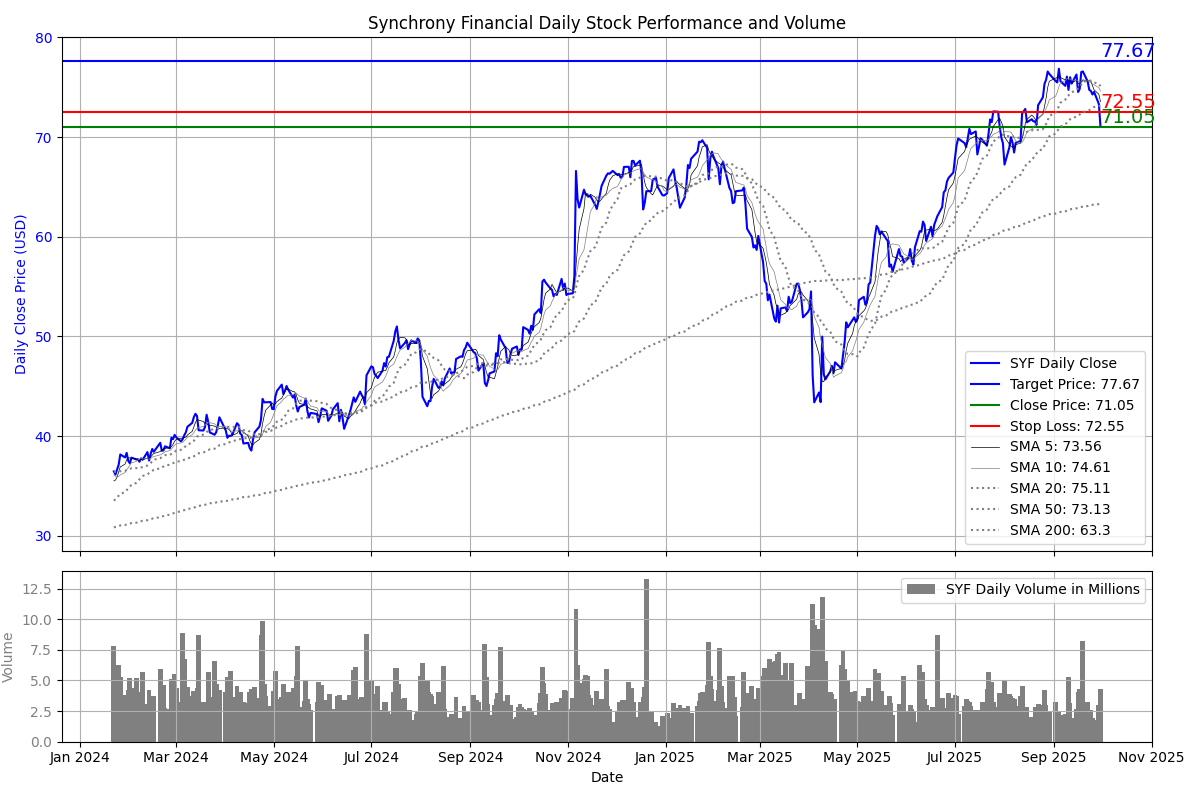 Synchrony Financial Daily Stock Performance and Volume
Daily Close Price (USD)
80
70
60
50
40
30
77.67
72.55
71.05
SYF Daily Close
Target Price: 77.67
Close Price: 71.05
Stop Loss: 72.55
SMA 5: 73.56
SMA 10: 74.61
SMA 20: 75.11
SMA 50: 73.13
SMA 200: 63.3
Volume
12.5
10.0
7.5
5.0
2.5
0.0
SYF Daily Volume in Millions
Jan 2024 Mar 2024 May 2024 Jul 2024 Sep 2024 Nov 2024 Jan 2025 Mar 2025 May 2025 Jul 2025 Sep 2025 Nov 2025
Date